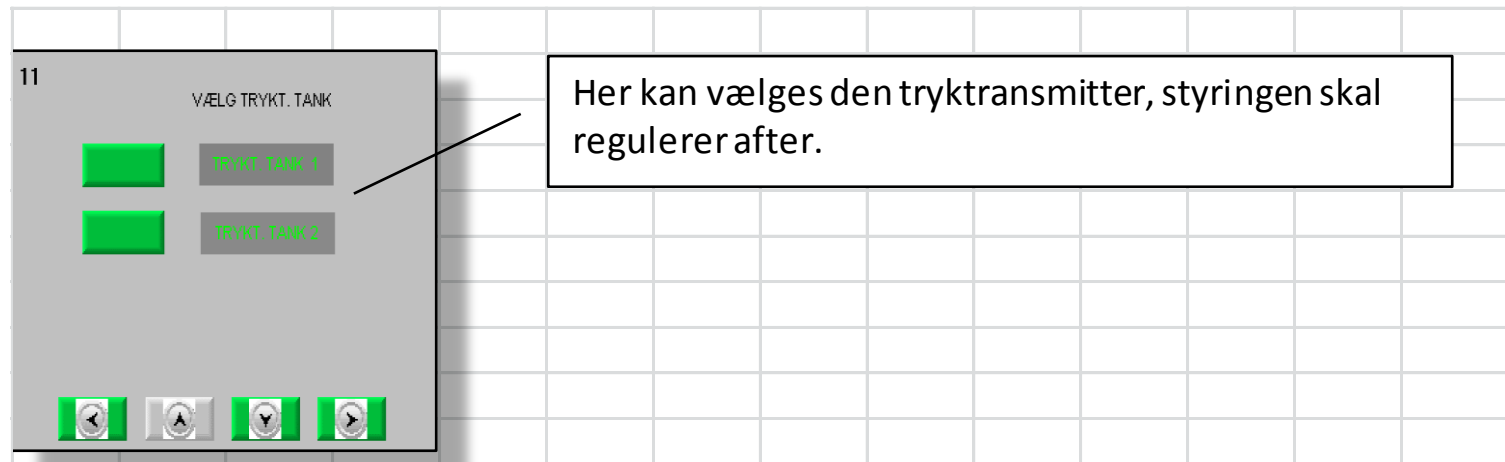 11
VÆLG TRYKT. TANK
TRYKT. TANK 1
TRYKT. TANK 2
Her kan vælges den tryktransmitter, styringen skal
regulerer after.